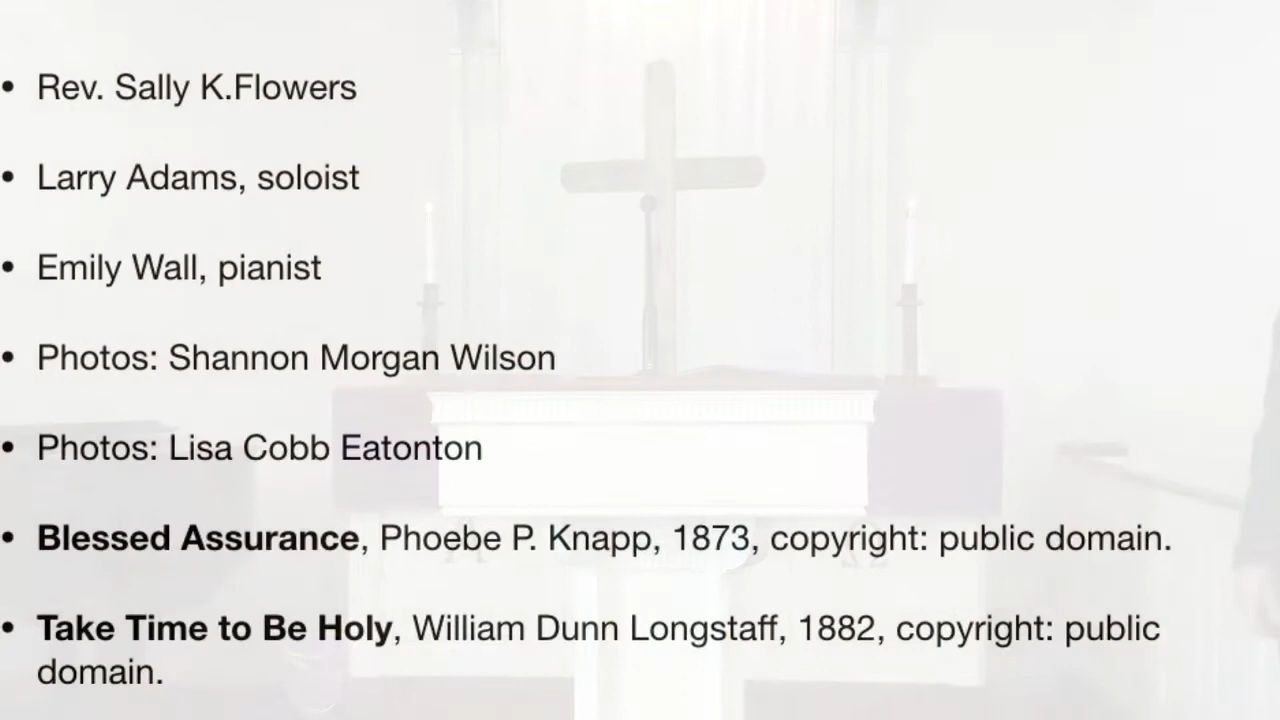 • Rev. Sally K.Flowers
• Larry Adams, soloist
• Emily Wall, pianist
• Photos: Shannon Morgan Wilson
• Photos: Lisa Cobb Eatonton
• Blessed Assurance, Phoebe P. Knapp, 1873, copyright: public domain.
• Take Time to Be Holy, William Dunn Longstaff, 1882, copyright: public
domain.